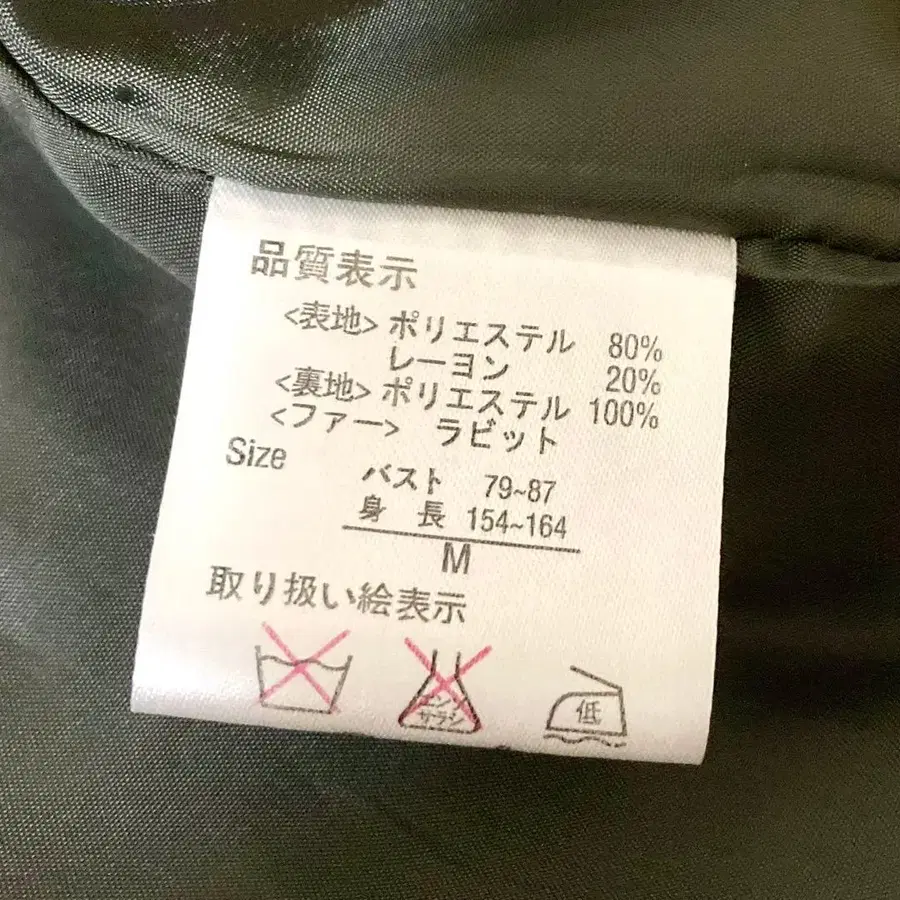 品質表示
<表地> ポリエステル 80%
レーヨン 20%
<裏地> ポリエステル 100%
<ファー> ラビット
Size
バスト 79~87
身 長 154~164
M
取り扱い絵表示
エンソ
サラシ
低